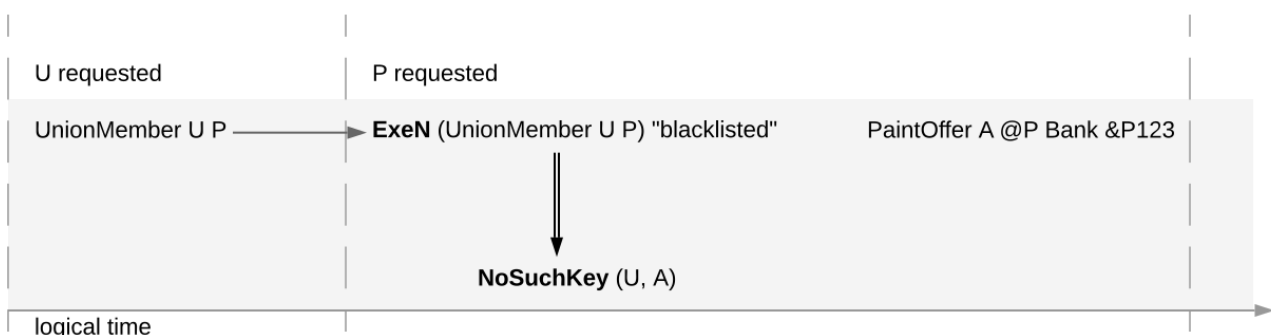 U requested P requested
UnionMember U P ExeN (UnionMember U P) "blacklisted" PaintOffer A @P Bank &P123
NoSuchKey (U, A)
logical time